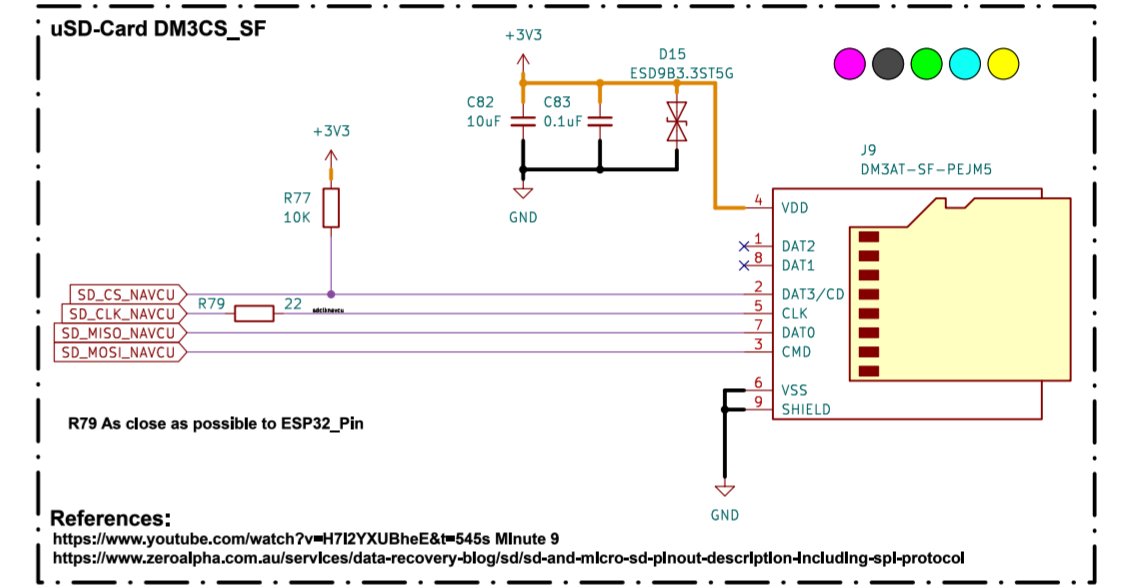 uSD-Card DM3CS_SF
+3V3
D15
ESD9B3.3ST5G
C82
10uF
C83
0.1uF
+3V3
J9
DM3AT-SF-PEJM5
R77
10K
GND
4
VDD
1
DAT2
8
DAT1
SD_CS_NAVCU
2
DAT3/CD
R79
22
SD_CLK_NAVCU
sdclknavcu
5
CLK
SD_MISO_NAVCU
7
DAT0
SD_MOSI_NAVCU
3
CMD
6
VSS
9
SHIELD
R79 As close as possible to ESP32_Pin
GND
References:
https://www.youtube.com/watch?v=H7I2YXUBheE&t=545s Minute 9
https://www.zeroalpha.com.au/services/data-recovery-blog/sd/sd-and-micro-sd-pinout-description-including-spi-protocol